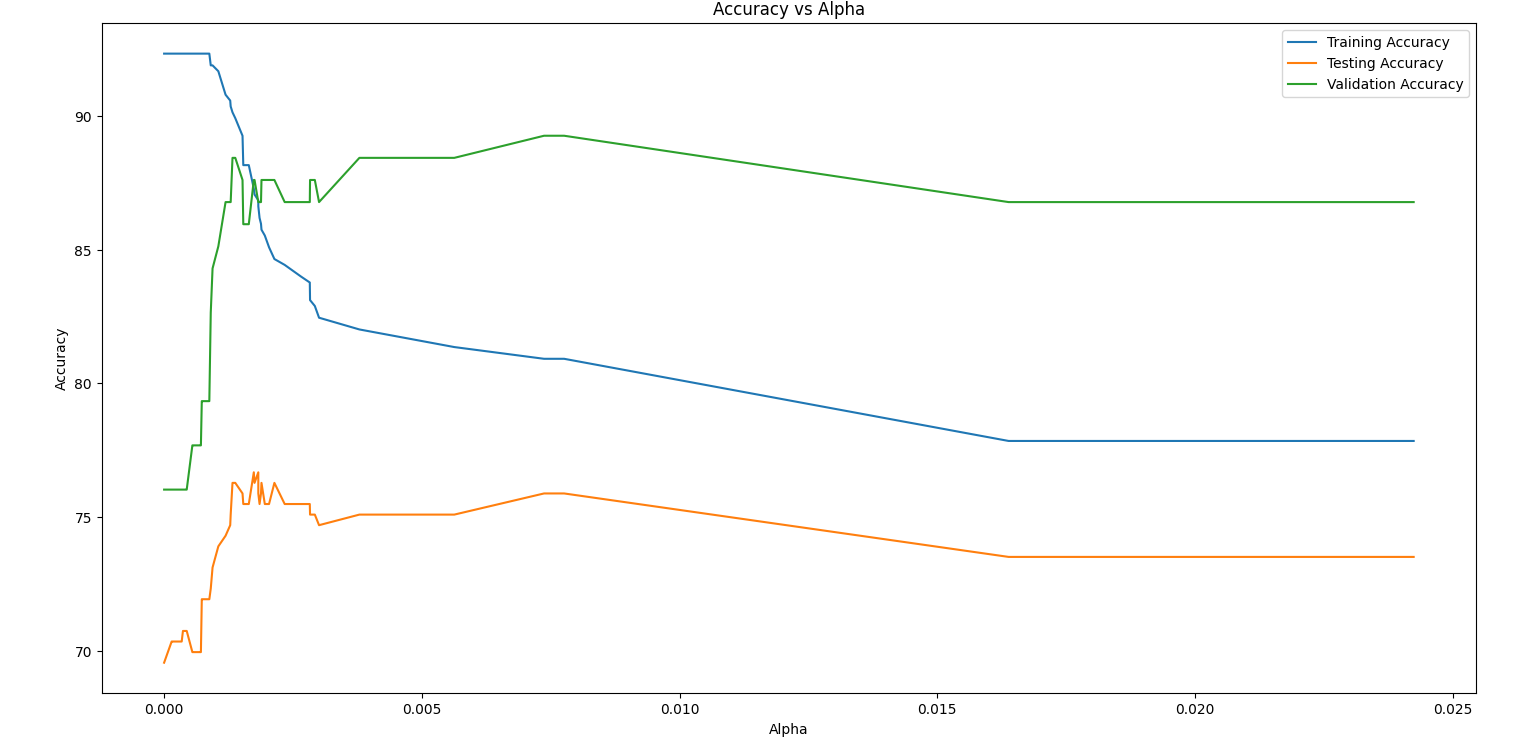 Accuracy vs Alpha
Training Accuracy
Testing Accuracy
Validation Accuracy
Accuracy
90
85
80
75
70
0.000 0.005 0.010 0.015 0.020 0.025
Alpha